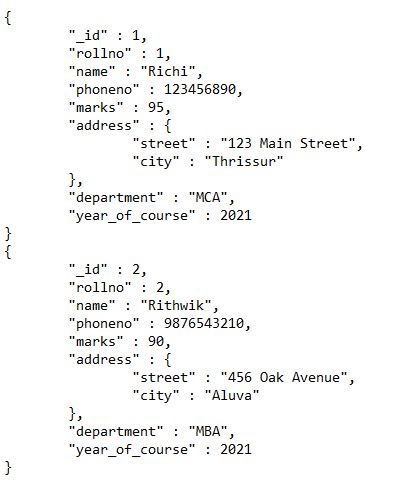 {
        "_id" : 1,
        "rollno" : 1,
        "name" : "Richi",
        "phoneno" : 123456890,
        "marks" : 95,
        "address" : {
                "street" : "123 Main Street",
                "city" : "Thrissur"
        },
        "department" : "MCA",
        "year_of_course" : 2021
}
{
        "_id" : 2,
        "rollno" : 2,
        "name" : "Rithwik",
        "phoneno" : 9876543210,
        "marks" : 90,
        "address" : {
                "street" : "456 Oak Avenue",
                "city" : "Aluva"
        },
        "department" : "MBA",
        "year_of_course" : 2021
}